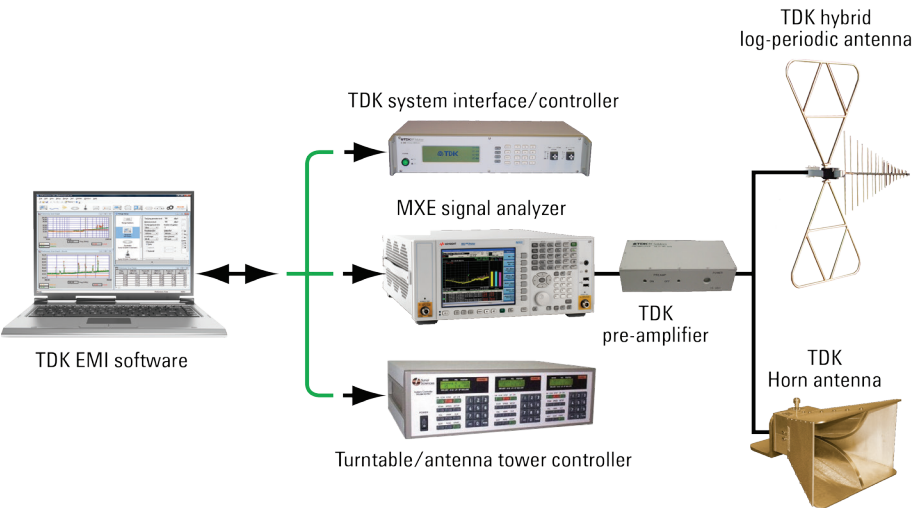 TDK hybrid
log-periodic antenna
TDK system interface/controller
TDK
MXE signal analyzer
TDK EMI software
TDK
pre-amplifier
TDK
Horn antenna
Turntable/antenna tower controller